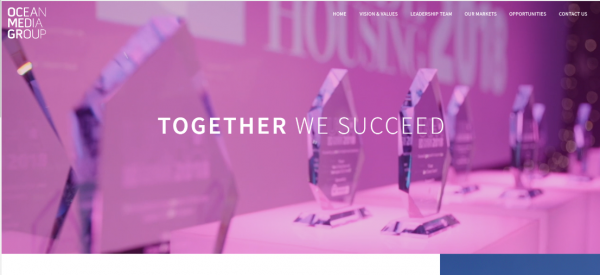 OCEAN
MEDIA
GROUP
HOME
VISION & VALUES
LEADERSHIP TEAM
OUR MARKETS
OPPORTUNITIES
CONTACT US
HOUSING 2018
TOGETHER WE SUCCEED